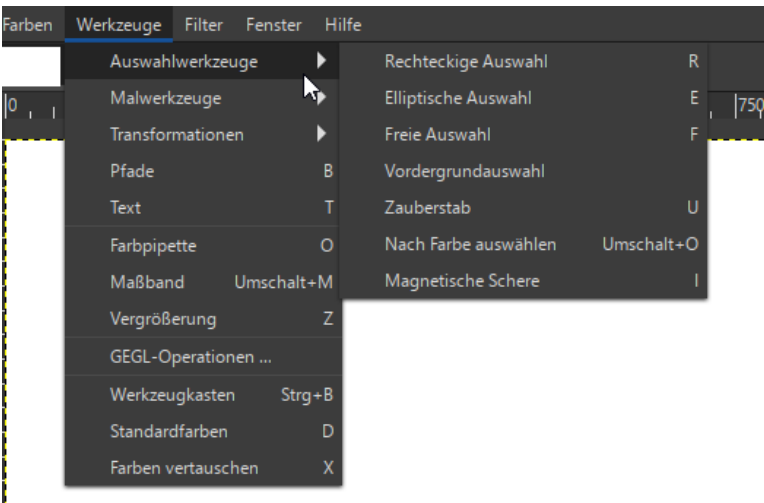 Farben Werkzeuge Filter Fenster Hilfe
0 750
Auswahlwerkzeuge
Malwerkzeuge
Transformationen
Pfade B
Text T
Farbpipette O
Maßband Umschalt+M
Vergrößerung Z
GEGL-Operationen ...
Werkzeugkasten Strg+B
Standardfarben D
Farben vertauschen X
Rechteckige Auswahl R
Elliptische Auswahl E
Freie Auswahl F
Vordergrundauswahl
Zauberstab U
Nach Farbe auswählen Umschalt+O
Magnetische Schere I